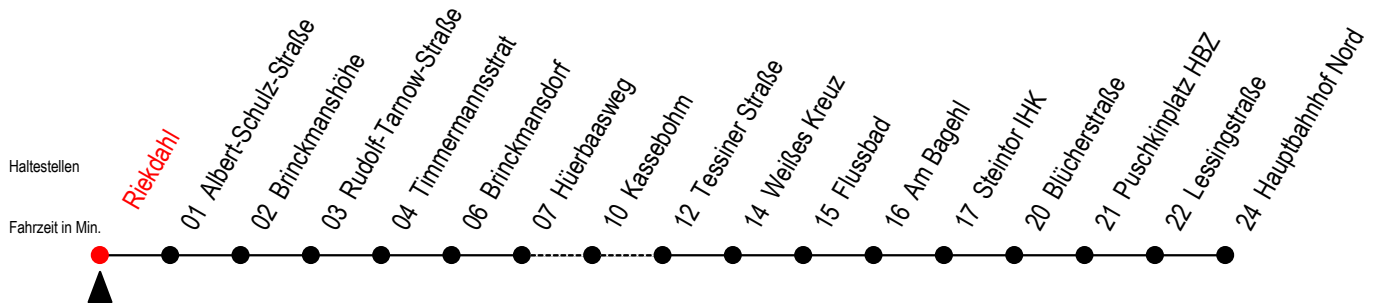 Haltestellen
Fahrzeit in Min.
Riekdahl
01 Albert-Schulz-Straße
02 Brinckmanshöhe
03 Rudolf-Tarnow-Straße
04 Timmermannsstrat
06 Brinckmansdorf
07 Hüerbaasweg
10 Kassebohm
12 Tessiner Straße
14 Weißes Kreuz
15 Flussbad
16 Am Bagehl
17 Steintor IHK
20 Blücherstraße
21 Puschkinplatz HBZ
22 Lessingstraße
24 Hauptbahnhof Nord